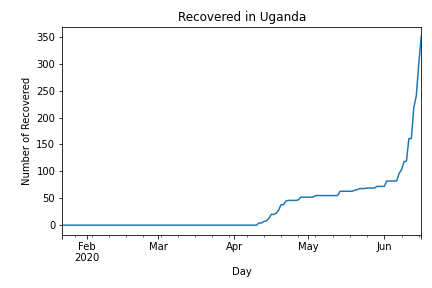 Recovered in Uganda
Number of Recovered
350
300
250
200
150
100
50
0
Feb
2020
Mar
Apr
May
Jun
Day